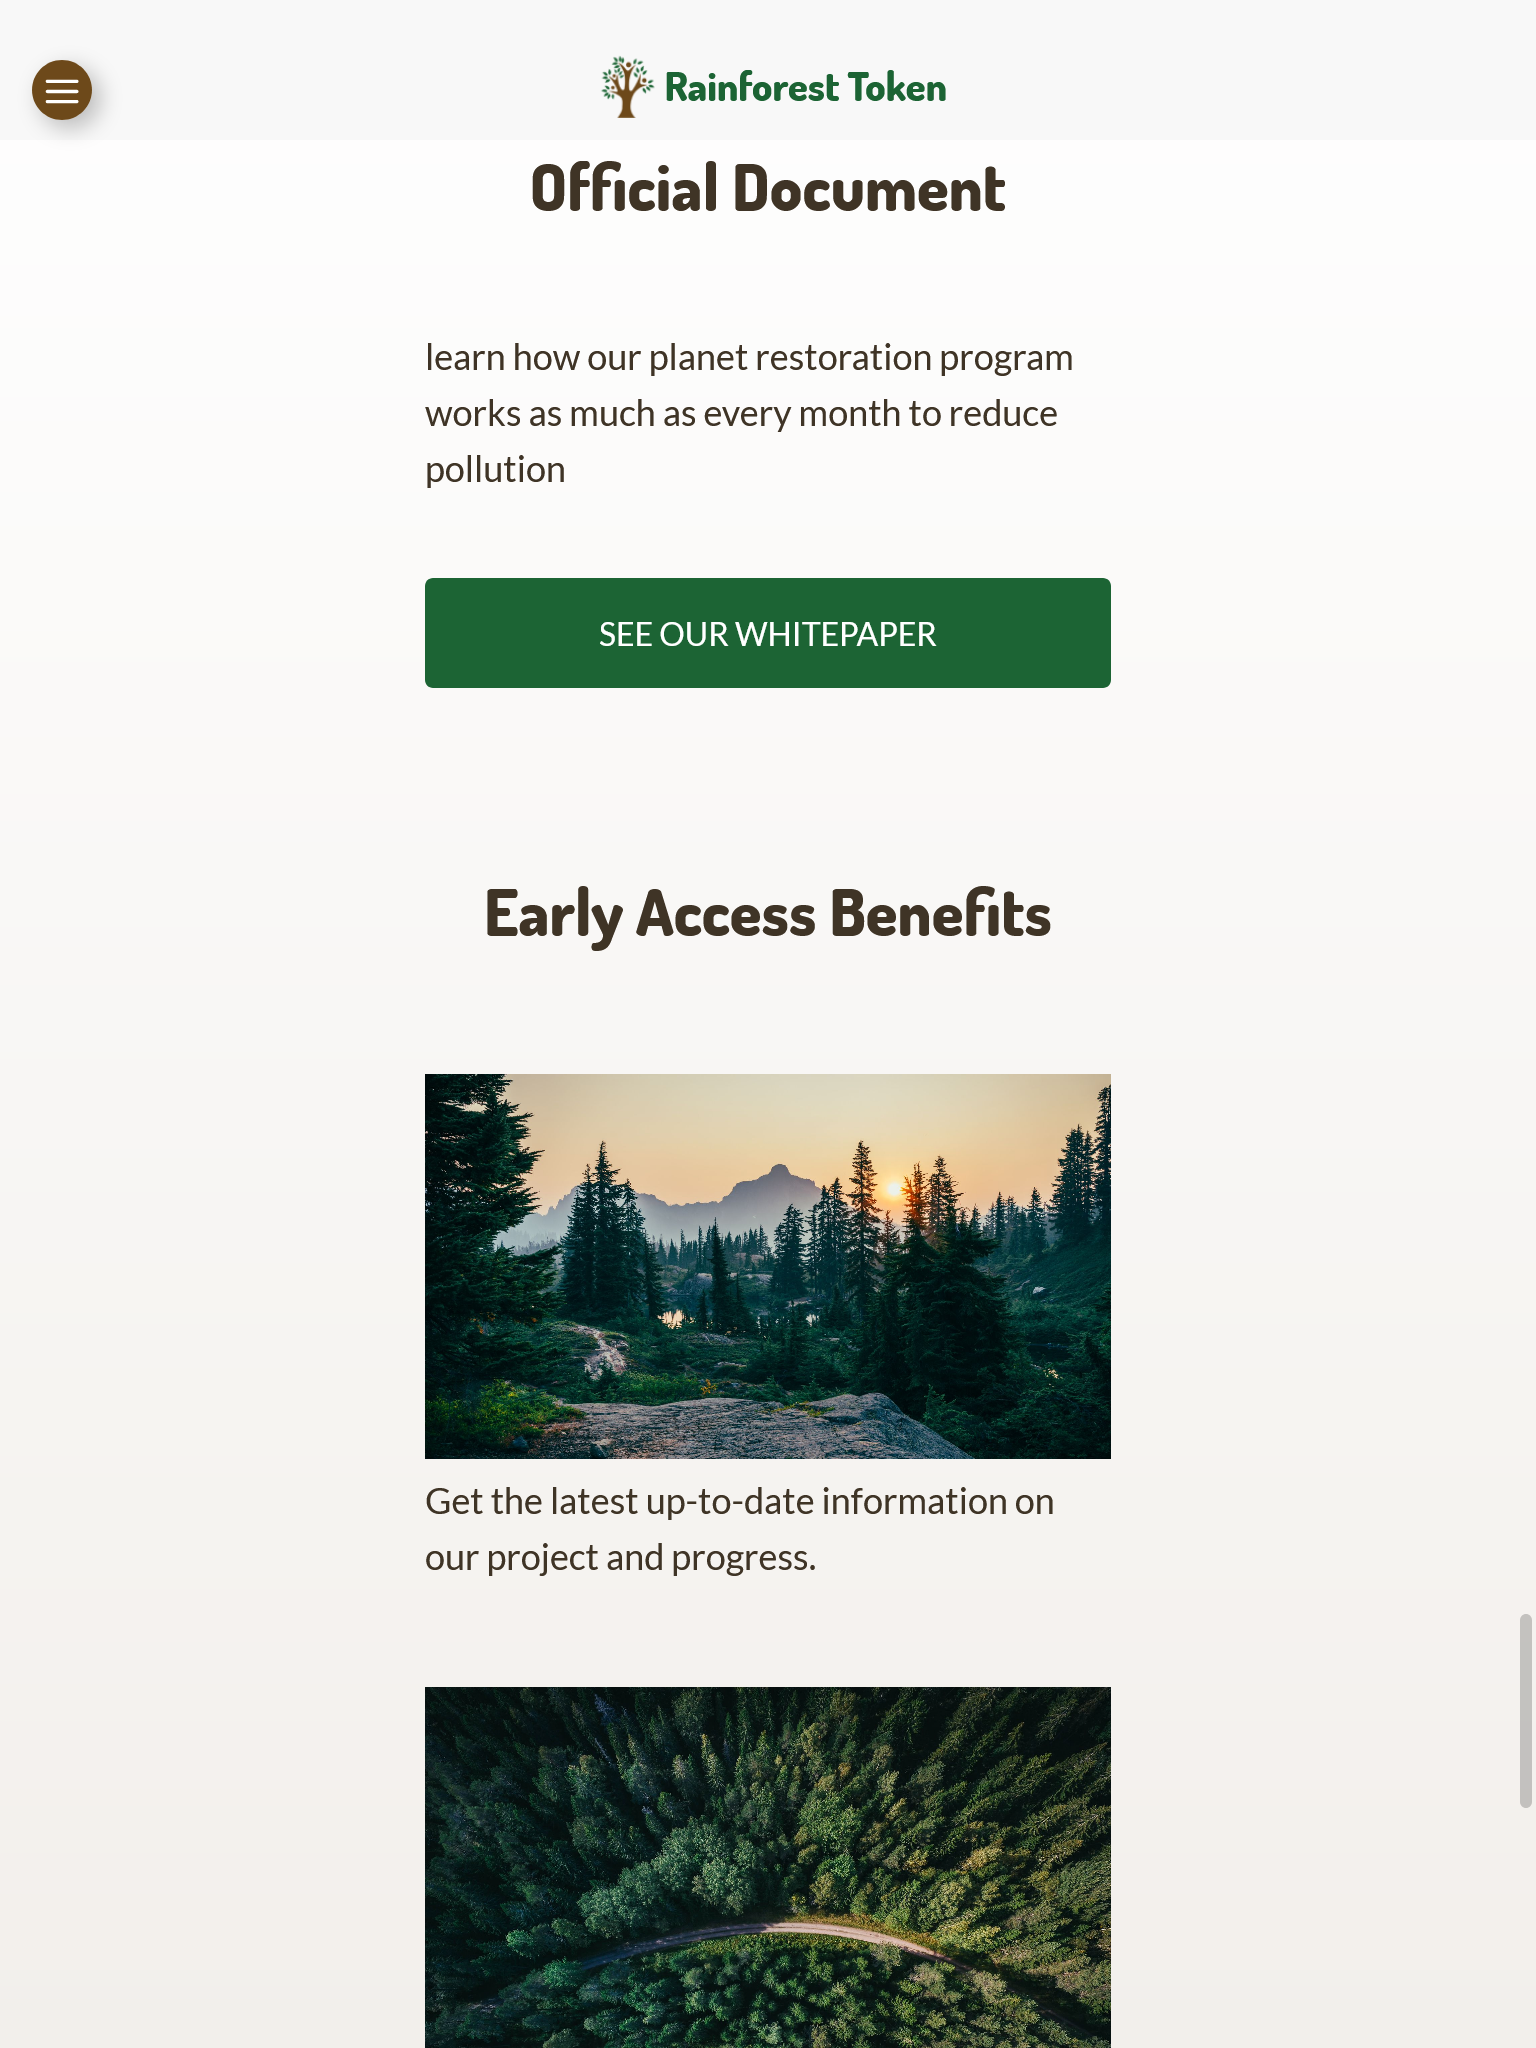 Rainforest Token
Official Document
learn how our planet restoration program
works as much as every month to reduce
pollution
SEE OUR WHITEPAPER
Early Access Benefits
Get the latest up-to-date information on
our project and progress.